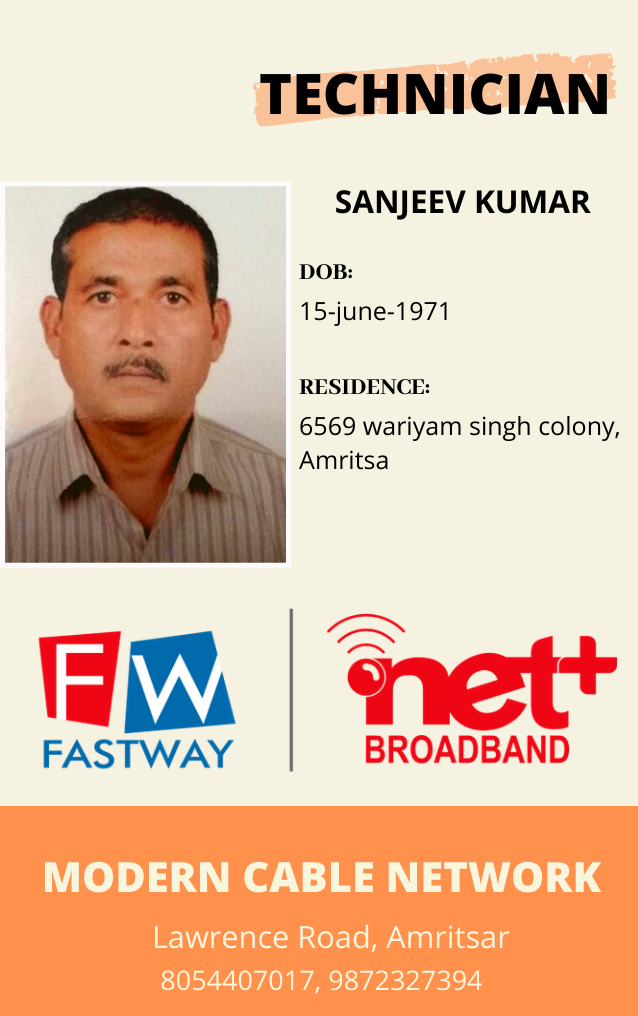 TECHNICIAN
SANJEEV KUMAR
DOB:
15-june-1971
RESIDENCE:
6569 wariyam singh colony,
Amritsa
FW
FASTWAY
net+
BROADBAND
MODERN CABLE NETWORK
Lawrence Road, Amritsar
8054407017, 9872327394